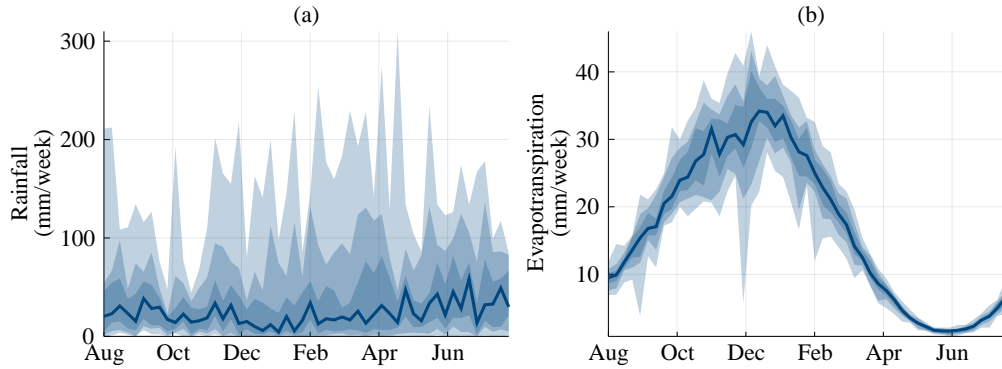 (a)
Rainfall
(mm/week)
300
200
100
0
Aug Oct Dec Feb Apr Jun
(b)
Evapotranspiration
(mm/week)
40
30
20
10
Aug Oct Dec Feb Apr Jun